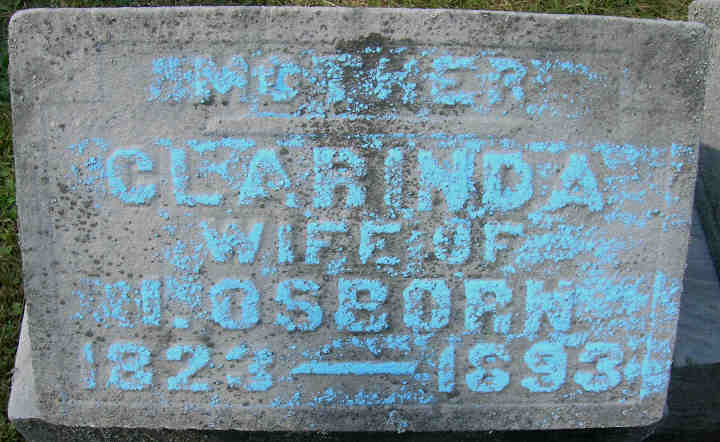 MOTHER
CLARINDA
WIFE OF
I. OSBORN
1823 — 1893